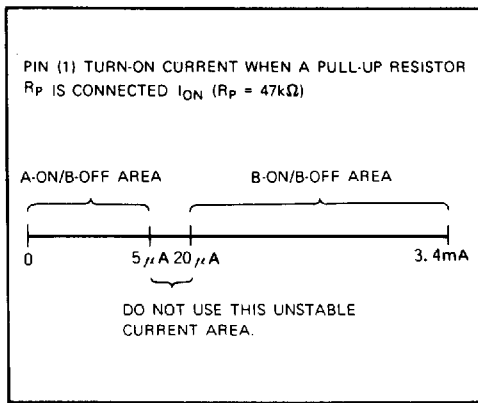 PIN (1) TURN-ON CURRENT WHEN A PULL-UP RESISTOR
RP IS CONNECTED ION (RP = 47kΩ)
A-ON/B-OFF AREA B-ON/B-OFF AREA
0 5μA 20μA 3.4mA
DO NOT USE THIS UNSTABLE
CURRENT AREA.